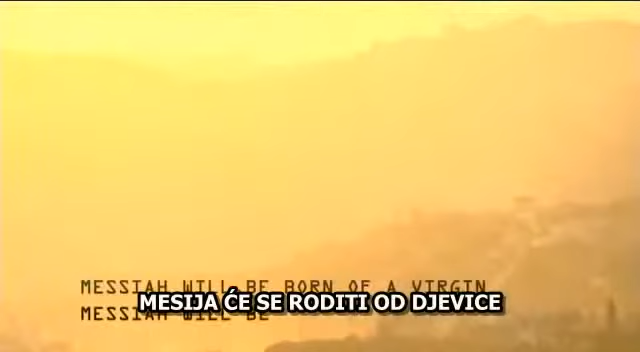 MESSIAH WILL BE BORN OF A VIRGIN
MESIJA ĆE SE RODITI OD DJEVICE
MESSIAH WILL BE